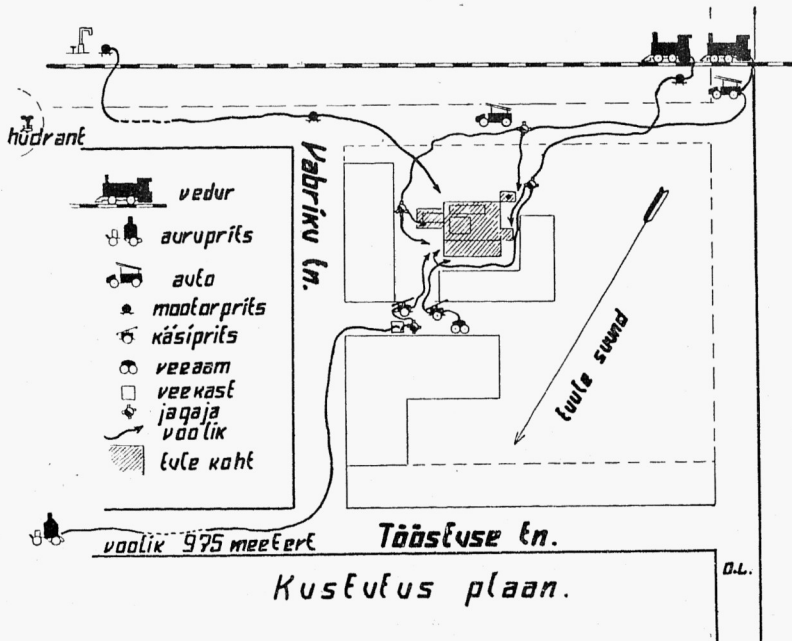 hüdrant
Vabriku tn.
vedur
auruprits
auto
mootorprits
käsiprits
veeaam
veekast
jagaja
voolik
tule koht
tuule suund
voolik 975 meetert
Tööstuse tn.
D.L.
Kustutus plaan.